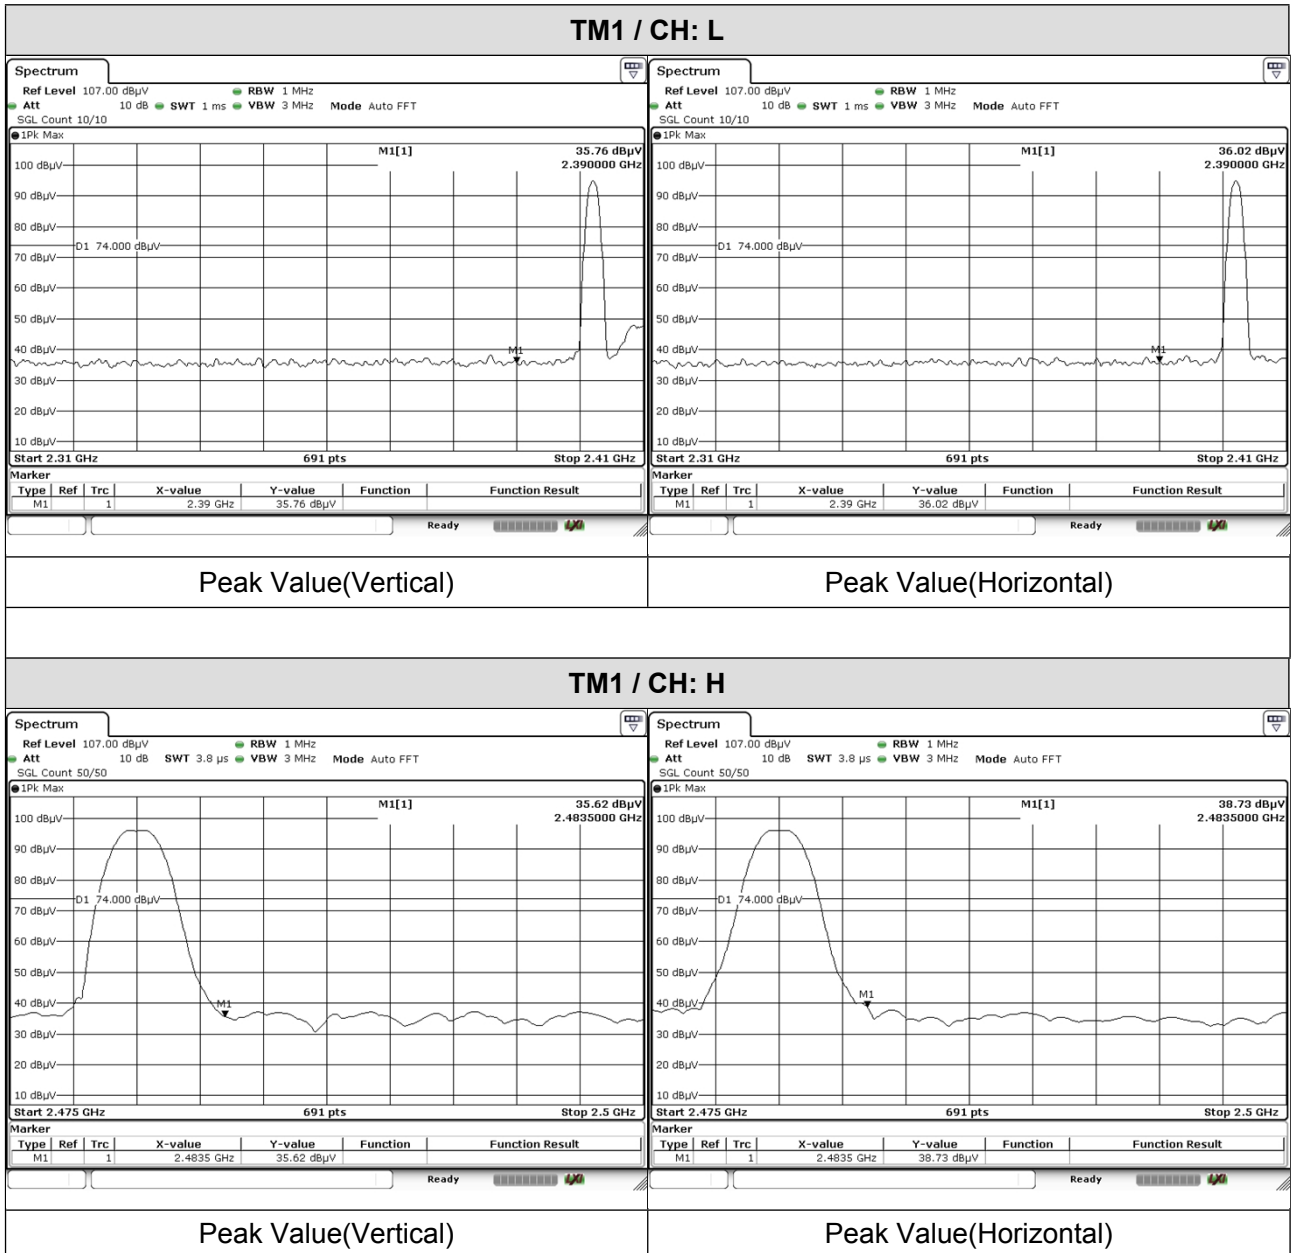 TM1 / CH: L
Spectrum
Ref Level 107.00 dBµV RBW 1 MHz
Att 10 dB SWT 1 ms VBW 3 MHz Mode Auto FFT
SGL Count 10/10
1Pk Max
M1[1] 35.76 dBµV
2.390000 GHz
100 dBµV
90 dBµV
80 dBµV
D1 74.000 dBµV
70 dBµV
60 dBµV
50 dBµV
40 dBµV
M1
30 dBµV
20 dBµV
10 dBµV
Start 2.31 GHz 691 pts Stop 2.41 GHz
Marker
Type Ref Trc X-value Y-value Function Function Result
M1 1 2.39 GHz 35.76 dBµV
Ready LXI
Peak Value(Vertical)
Spectrum
Ref Level 107.00 dBµV RBW 1 MHz
Att 10 dB SWT 1 ms VBW 3 MHz Mode Auto FFT
SGL Count 10/10
1Pk Max
M1[1] 36.02 dBµV
2.390000 GHz
100 dBµV
90 dBµV
80 dBµV
D1 74.000 dBµV
70 dBµV
60 dBµV
50 dBµV
40 dBµV
M1
30 dBµV
20 dBµV
10 dBµV
Start 2.31 GHz 691 pts Stop 2.41 GHz
Marker
Type Ref Trc X-value Y-value Function Function Result
M1 1 2.39 GHz 36.02 dBµV
Ready LXI
Peak Value(Horizontal)
TM1 / CH: H
Spectrum
Ref Level 107.00 dBµV RBW 1 MHz
Att 10 dB SWT 3.8 µs VBW 3 MHz Mode Auto FFT
SGL Count 50/50
1Pk Max
M1[1] 35.62 dBµV
2.4835000 GHz
100 dBµV
90 dBµV
80 dBµV
D1 74.000 dBµV
70 dBµV
60 dBµV
50 dBµV
40 dBµV
M1
30 dBµV
20 dBµV
10 dBµV
Start 2.475 GHz 691 pts Stop 2.5 GHz
Marker
Type Ref Trc X-value Y-value Function Function Result
M1 1 2.4835 GHz 35.62 dBµV
Ready LXI
Peak Value(Vertical)
Spectrum
Ref Level 107.00 dBµV RBW 1 MHz
Att 10 dB SWT 3.8 µs VBW 3 MHz Mode Auto FFT
SGL Count 50/50
1Pk Max
M1[1] 38.73 dBµV
2.4835000 GHz
100 dBµV
90 dBµV
80 dBµV
D1 74.000 dBµV
70 dBµV
60 dBµV
50 dBµV
M1
40 dBµV
30 dBµV
20 dBµV
10 dBµV
Start 2.475 GHz 691 pts Stop 2.5 GHz
Marker
Type Ref Trc X-value Y-value Function Function Result
M1 1 2.4835 GHz 38.73 dBµV
Ready LXI
Peak Value(Horizontal)